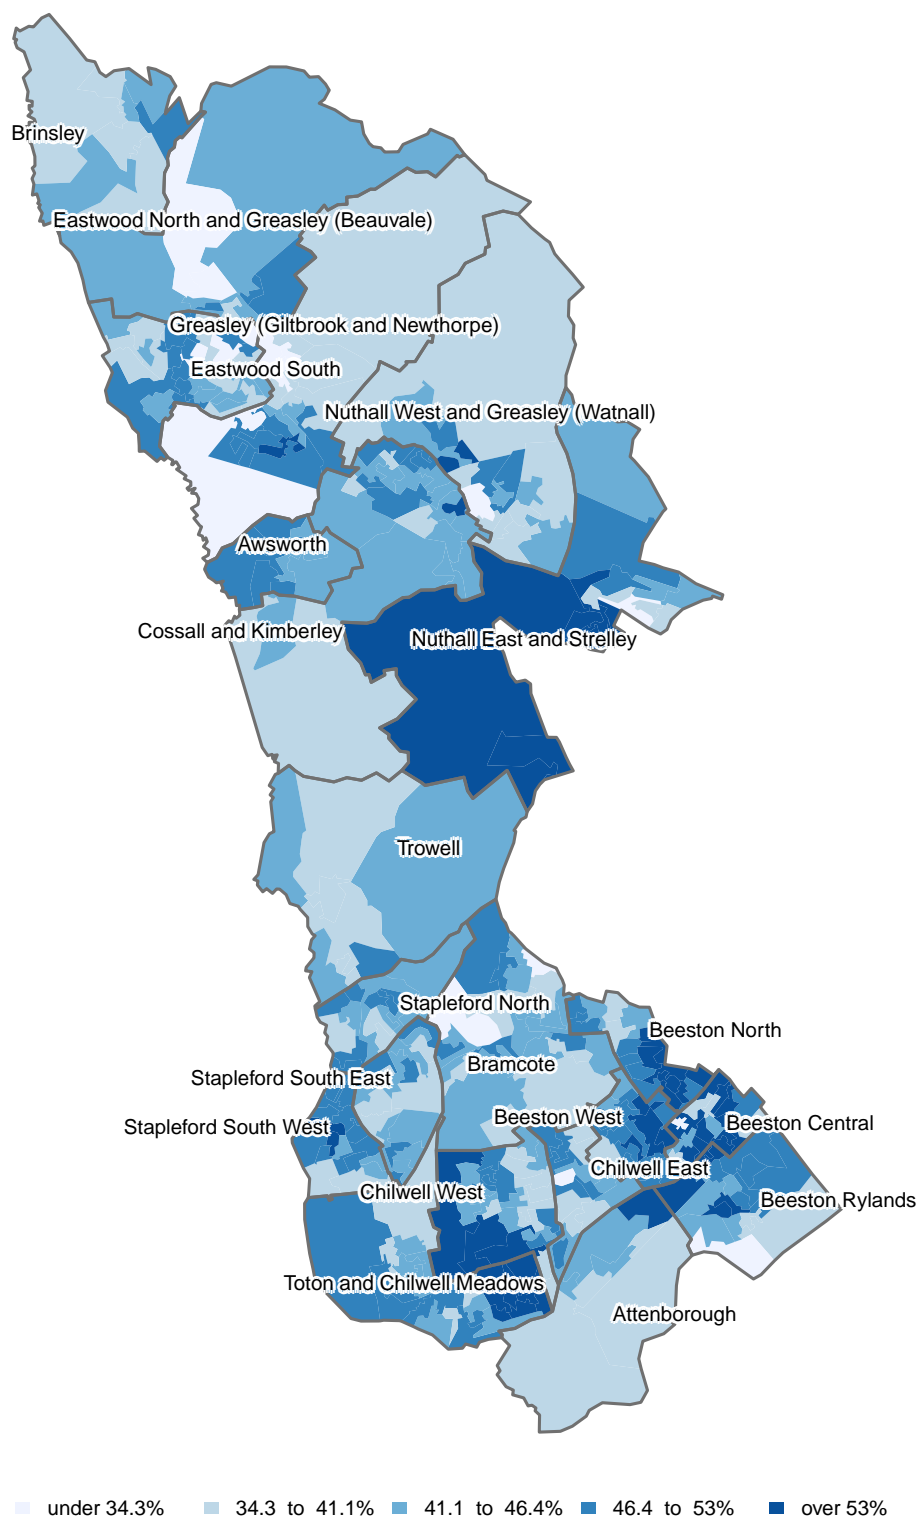 Brinsley
Eastwood North and Greasley (Beauvale)
Greasley (Giltbrook and Newthorpe)
Eastwood South
Nuthall West and Greasley (Watnall)
Awsworth
Cossall and Kimberley
Nuthall East and Strelley
Trowell
Stapleford North
Beeston North
Bramcote
Stapleford South East
Beeston West
Stapleford South West
Beeston Central
Chilwell East
Chilwell West
Beeston Rylands
Toton and Chilwell Meadows
Attenborough
under 34.3% 34.3 to 41.1% 41.1 to 46.4% 46.4 to 53% over 53%